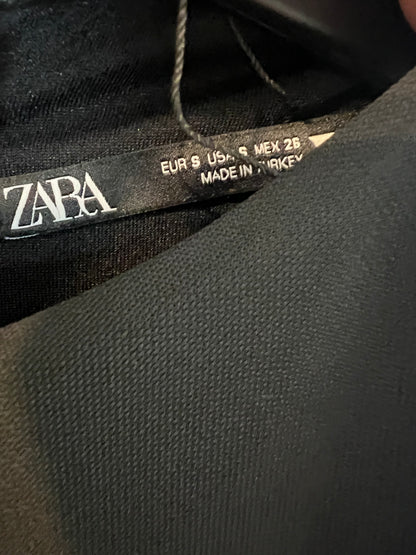 ZARA
EUR S USA S MEX 26
MADE IN TURKEY